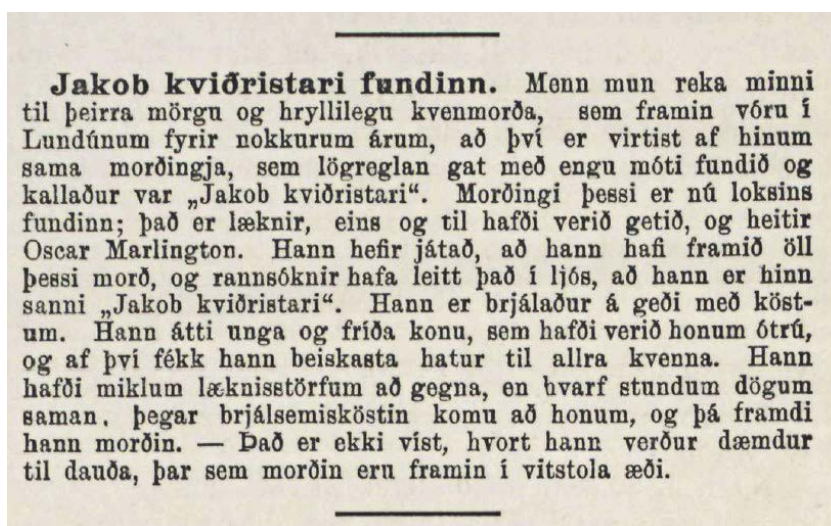 Jakob kviðristari fundinn. Menn mun reka minni
til þeirra mörgu og hryllilegu kvenmorða, sem framin vóru í
Lundúnum fyrir nokkurum árum, að því er virtist af hinum
sama morðingja, sem lögreglan gat með engu móti fundið og
kallaður var „Jakob kviðristari“. Morðingi þessi er nú loksins
fundinn; það er læknir, eins og til hafði verið getið, og heitir
Oscar Marlington. Hann hefir játað, að hann hafi framið öll
þessi morð, og rannsóknir hafa leitt það í ljós, að hann er hinn
sanni „Jakob kviðristari“. Hann er brjálaður á geði með köst-
um. Hann átti unga og fríða konu, sem hafði verið honum ótrú,
og af því fékk hann beiskasta hatur til allra kvenna. Hann
hafði miklum læknisstörfum að gegna, en hvarf stundum dögum
saman, þegar brjálsemisköstin komu að honum, og þá framdi
hann morðin. — Það er ekki víst, hvort hann verður dæmdur
til dauða, þar sem morðin eru framin í vitstola æði.